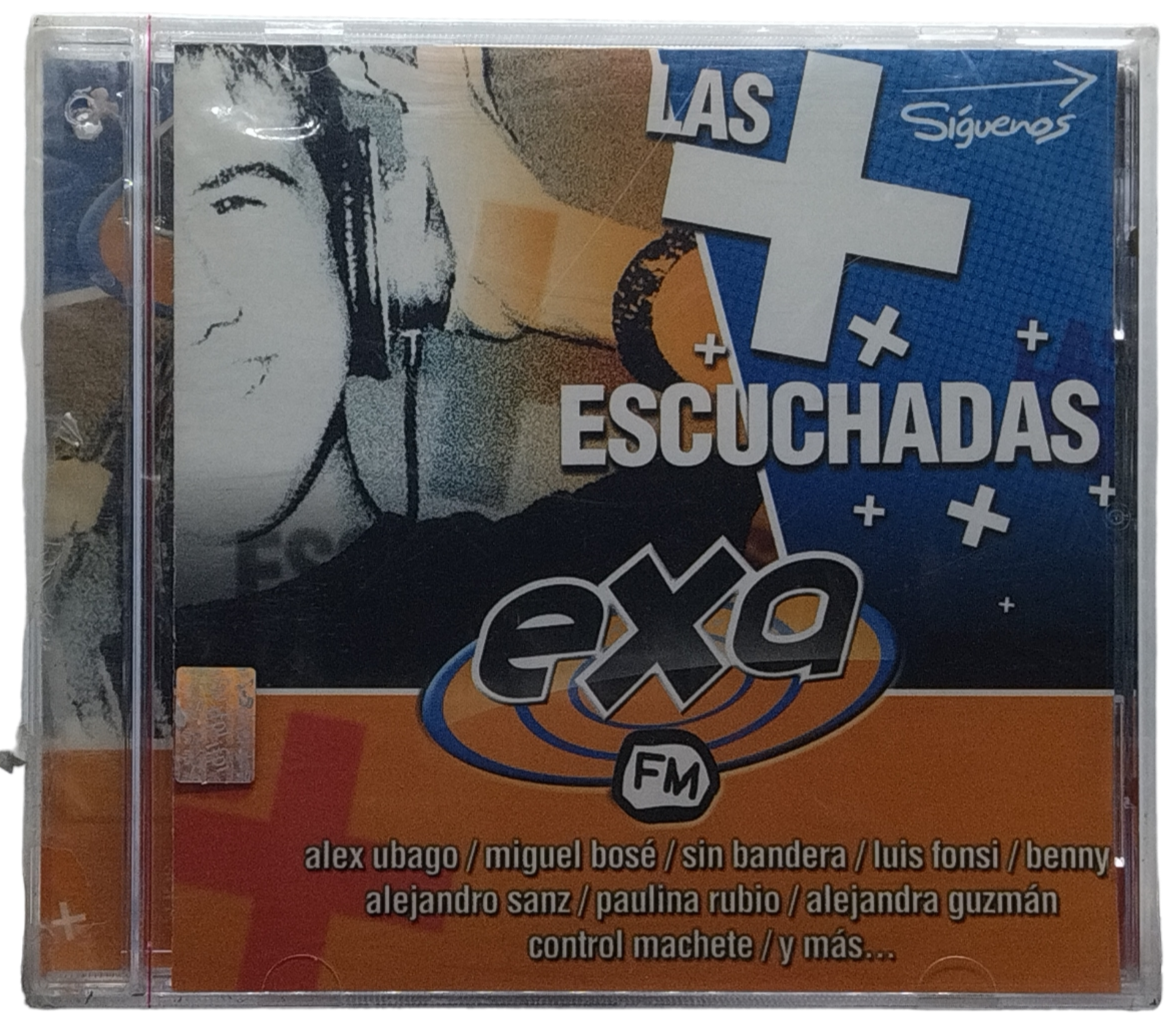 LAS
+
Síguenos
ESCUCHADAS
exa
FM
alex ubago / miguel bosé / sin bandera / luis fonsi / benny
alejandro sanz / paulina rubio / alejandra guzmán
control machete / y más...